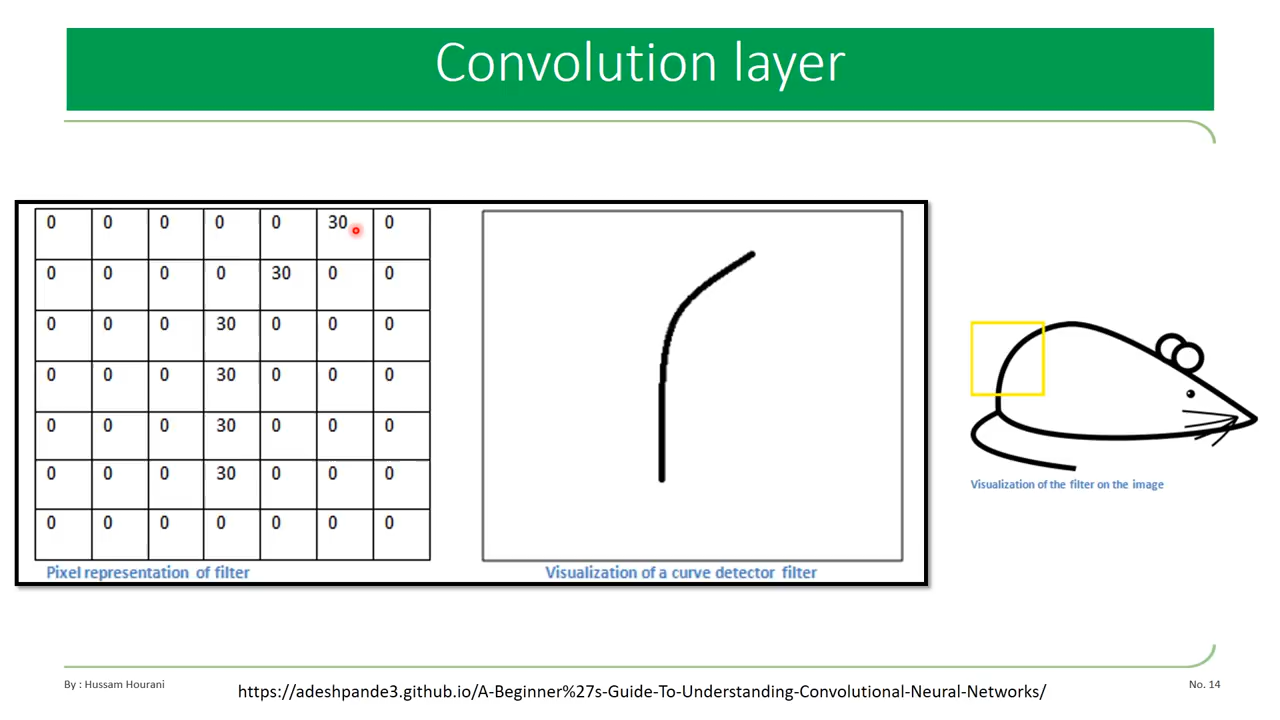 Convolution layer
0 0 0 0 0 30 0
0 0 0 0 30 0 0
0 0 0 30 0 0 0
0 0 0 30 0 0 0
0 0 0 30 0 0 0
0 0 0 30 0 0 0
0 0 0 0 0 0 0
Pixel representation of filter
Visualization of a curve detector filter
Visualization of the filter on the image
By : Hussam Hourani
https://adeshpande3.github.io/A-Beginner%27s-Guide-To-Understanding-Convolutional-Neural-Networks/
No. 14